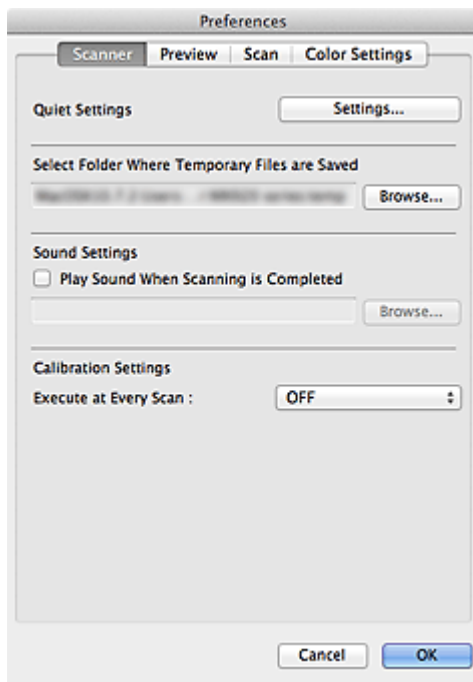 Preferences
Scanner Preview Scan Color Settings
Quiet Settings Settings...
Select Folder Where Temporary Files are Saved
Browse...
Sound Settings
Play Sound When Scanning is Completed
Browse...
Calibration Settings
Execute at Every Scan : OFF
Cancel OK